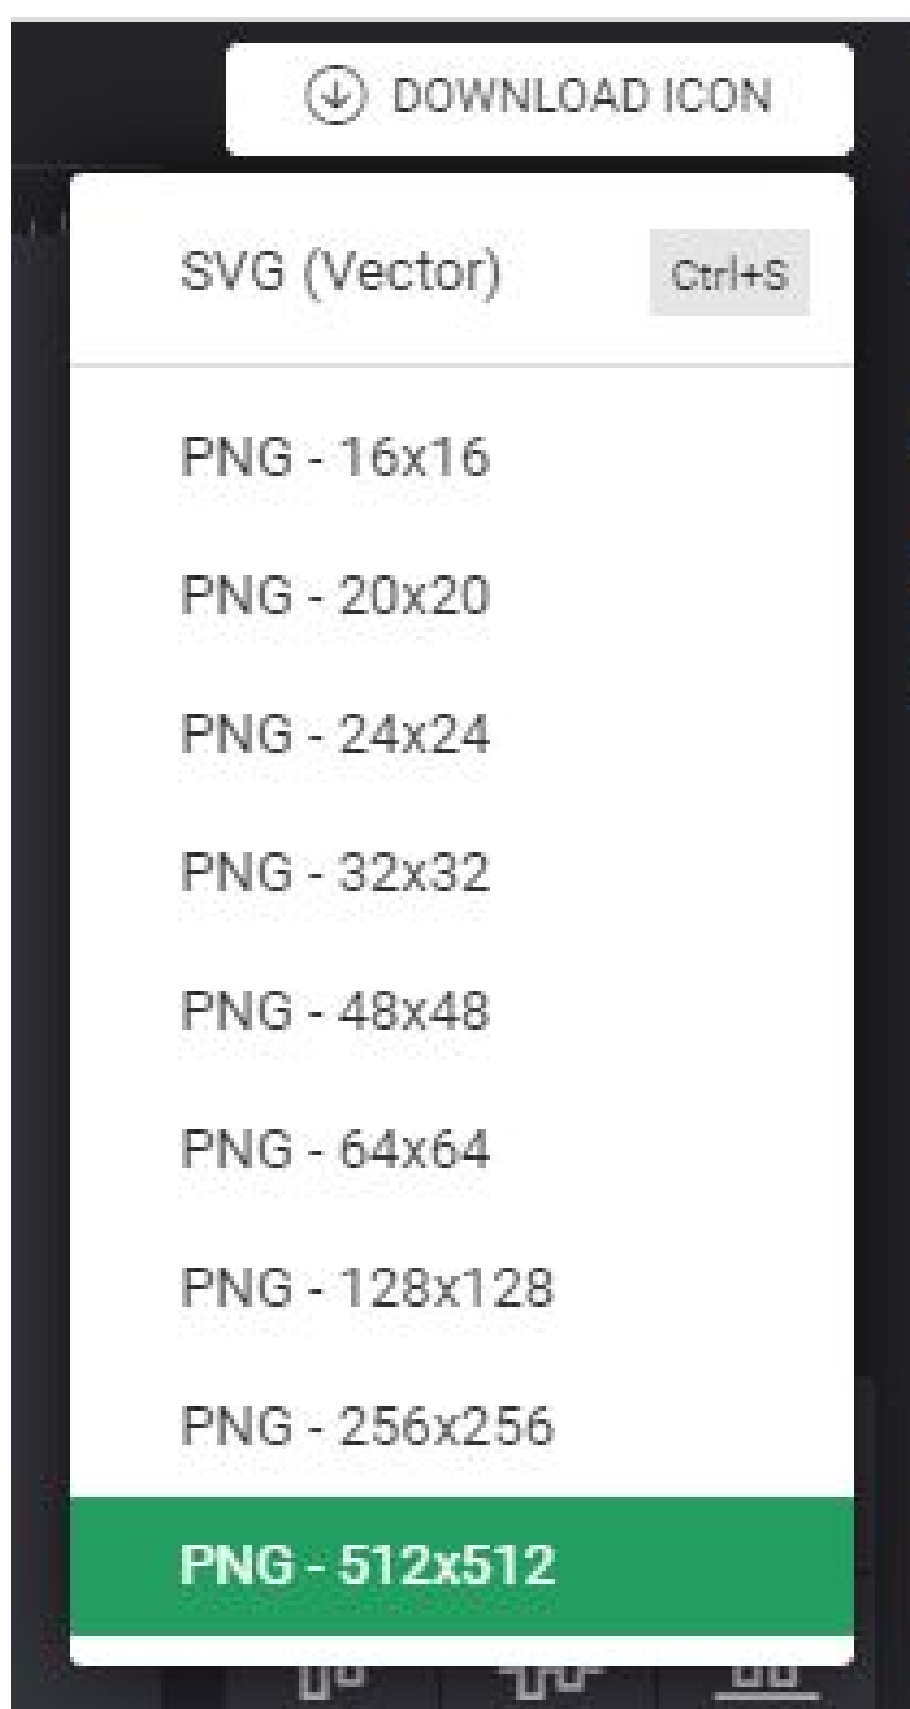 DOWNLOAD ICON
SVG (Vector) Ctrl+S
PNG - 16x16
PNG - 20x20
PNG - 24x24
PNG - 32x32
PNG - 48x48
PNG - 64x64
PNG - 128x128
PNG - 256x256
PNG - 512x512